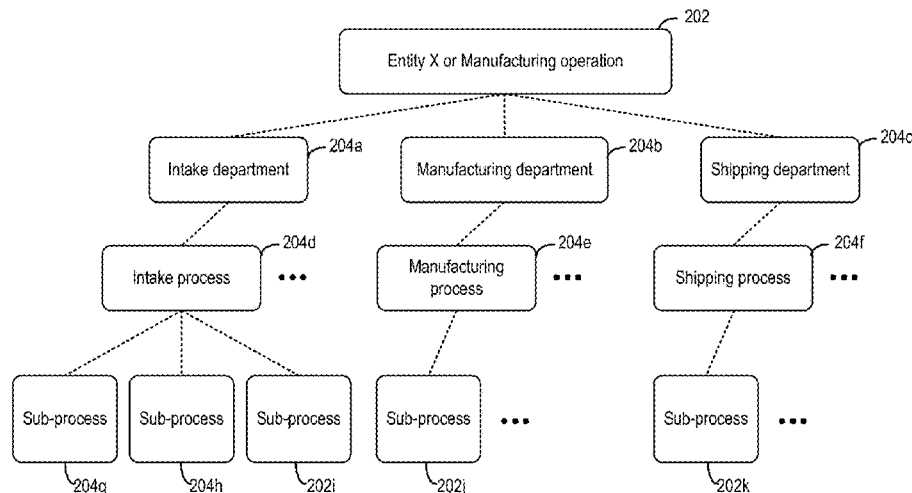 202
Entity X or Manufacturing operation
204a
204b
204c
Intake department
Manufacturing department
Shipping department
204d
204e
204f
Intake process
•••
Manufacturing
process
•••
Shipping process
•••
Sub-process
Sub-process
Sub-process
Sub-process
•••
Sub-process
•••
204g
204h
202i
202j
202k